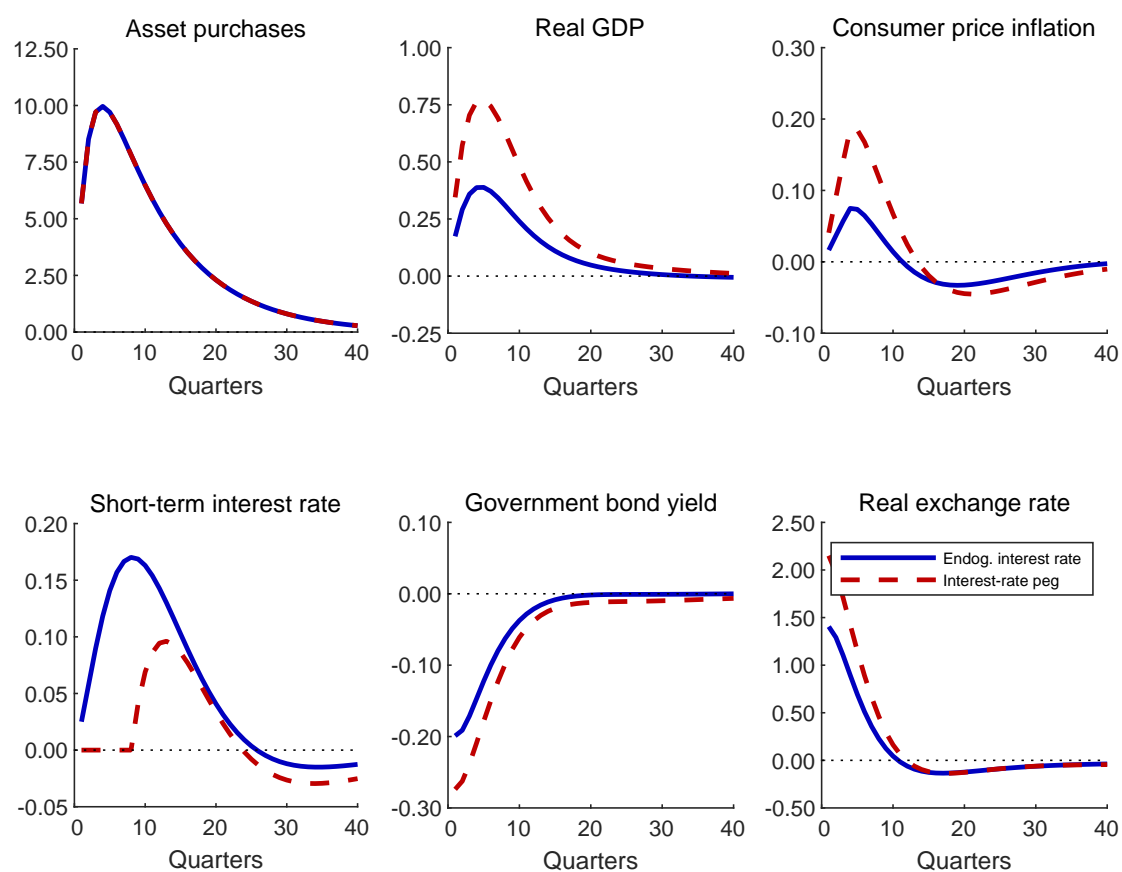 Asset purchases
12.50
10.00
7.50
5.00
2.50
0.00
0 10 20 30 40
Quarters
Real GDP
1.00
0.75
0.50
0.25
0.00
-0.25
0 10 20 30 40
Quarters
Consumer price inflation
0.30
0.20
0.10
0.00
-0.10
0 10 20 30 40
Quarters
Short-term interest rate
0.20
0.15
0.10
0.05
0.00
-0.05
0 10 20 30 40
Quarters
Government bond yield
0.10
0.00
-0.10
-0.20
-0.30
0 10 20 30 40
Quarters
Real exchange rate
2.50
2.00
1.50
1.00
0.50
0.00
-0.50
0 10 20 30 40
Quarters
Endog. interest rate
Interest-rate peg